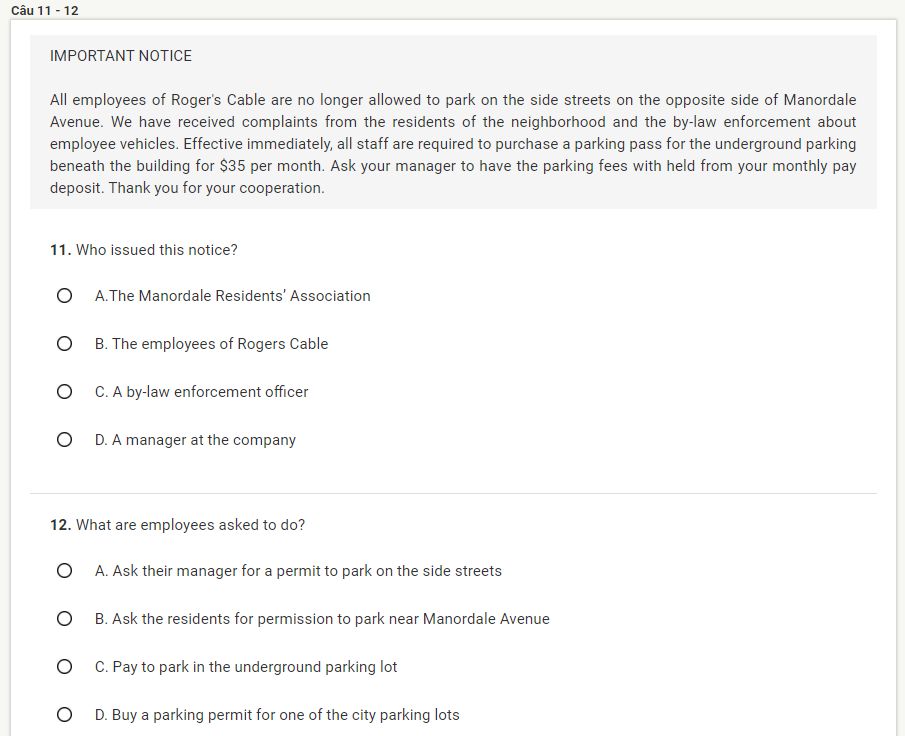 Câu 11 - 12
IMPORTANT NOTICE
All employees of Roger's Cable are no longer allowed to park on the side streets on the opposite side of Manordale
Avenue. We have received complaints from the residents of the neighborhood and the by-law enforcement about
employee vehicles. Effective immediately, all staff are required to purchase a parking pass for the underground parking
beneath the building for $35 per month. Ask your manager to have the parking fees with held from your monthly pay
deposit. Thank you for your cooperation.
11. Who issued this notice?
A.The Manordale Residents’ Association
B. The employees of Rogers Cable
C. A by-law enforcement officer
D. A manager at the company
12. What are employees asked to do?
A. Ask their manager for a permit to park on the side streets
B. Ask the residents for permission to park near Manordale Avenue
C. Pay to park in the underground parking lot
D. Buy a parking permit for one of the city parking lots